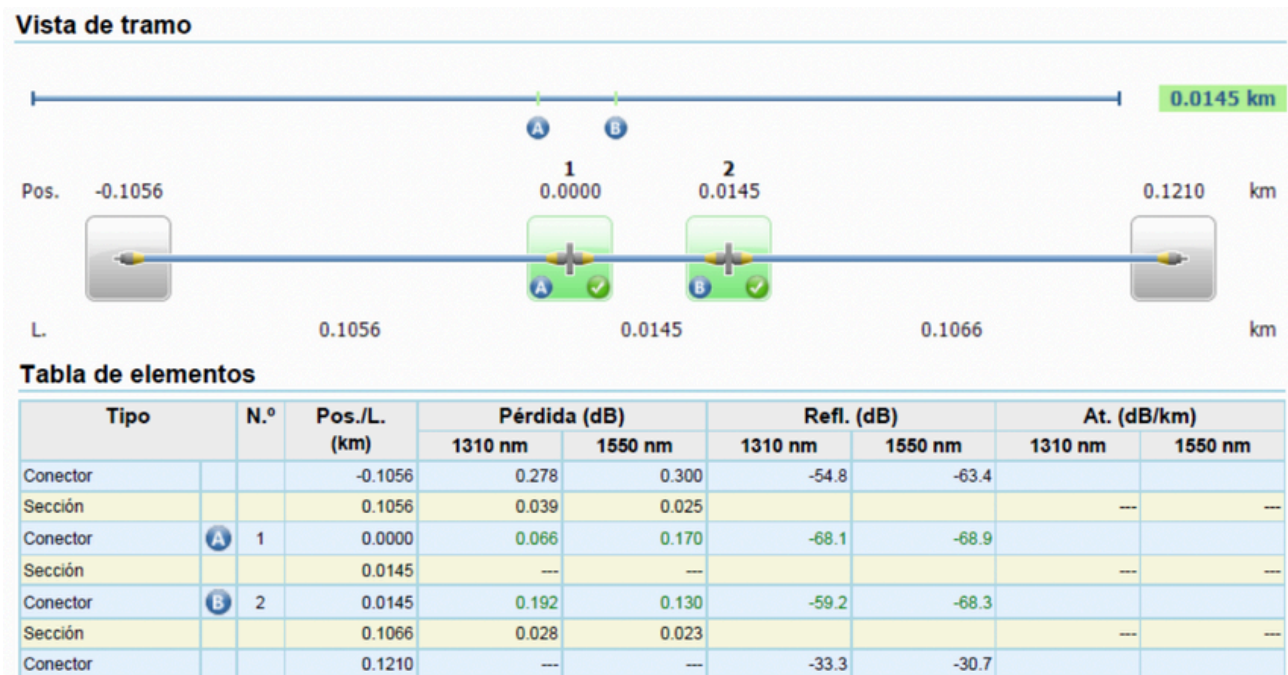 Vista de tramo
0.0145 km
A B
1 2
Pos. -0.1056 0.0000 0.0145 0.1210 km
A B
L. 0.1056 0.0145 0.1066 km
Tabla de elementos
Tipo N.º Pos./L. Pérdida (dB) Refl. (dB) At. (dB/km)
(km) 1310 nm 1550 nm 1310 nm 1550 nm 1310 nm 1550 nm
Conector -0.1056 0.278 0.300 -54.8 -63.4
Sección 0.1056 0.039 0.025 --- ---
Conector A 1 0.0000 0.066 0.170 -68.1 -68.9
Sección 0.0145 --- --- --- ---
Conector B 2 0.0145 0.192 0.130 -59.2 -68.3
Sección 0.1066 0.028 0.023 --- ---
Conector 0.1210 --- --- -33.3 -30.7